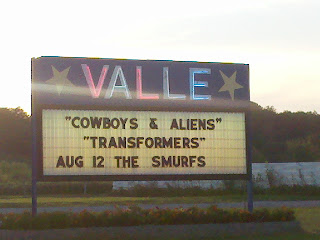 VALLE
"COWBOYS & ALIENS"
"TRANSFORMERS"
AUG 12 THE SMURFS